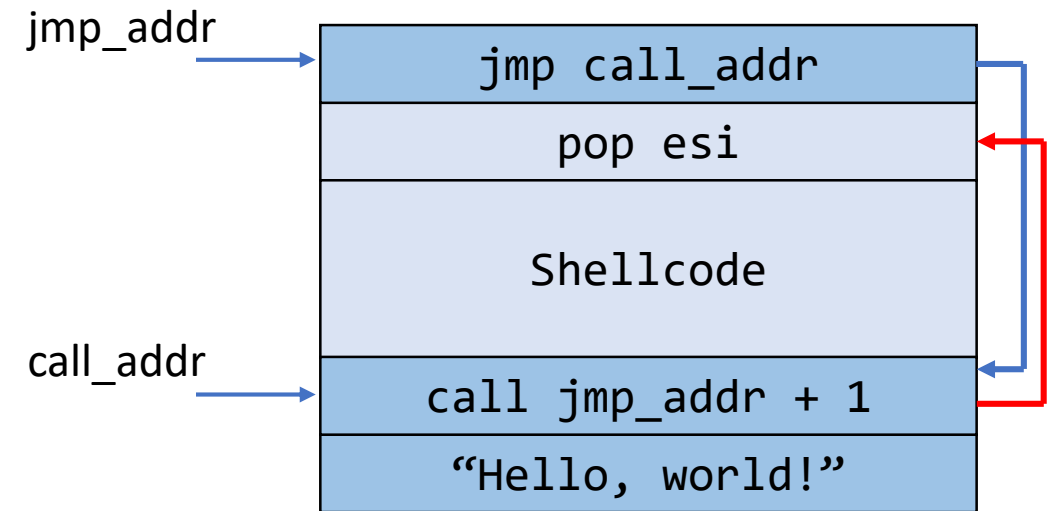 jmp_addr
jmp call_addr
pop esi
Shellcode
call_addr
call jmp_addr + 1
“Hello, world!”